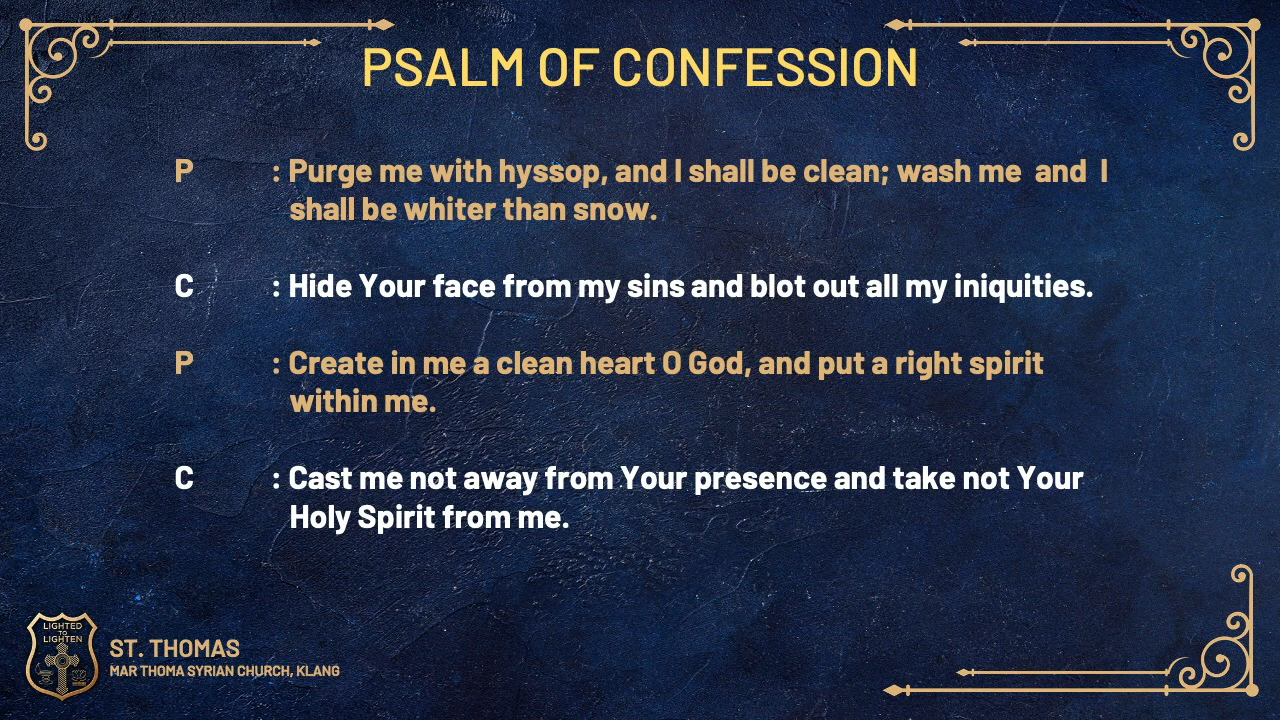 PSALM OF CONFESSION
P : Purge me with hyssop, and I shall be clean; wash me and I
shall be whiter than snow.
C : Hide Your face from my sins and blot out all my iniquities.
P : Create in me a clean heart O God, and put a right spirit
within me.
C : Cast me not away from Your presence and take not Your
Holy Spirit from me.
LIGHTED
TO
LIGHTEN
ST. THOMAS
MAR THOMA SYRIAN CHURCH, KLANG